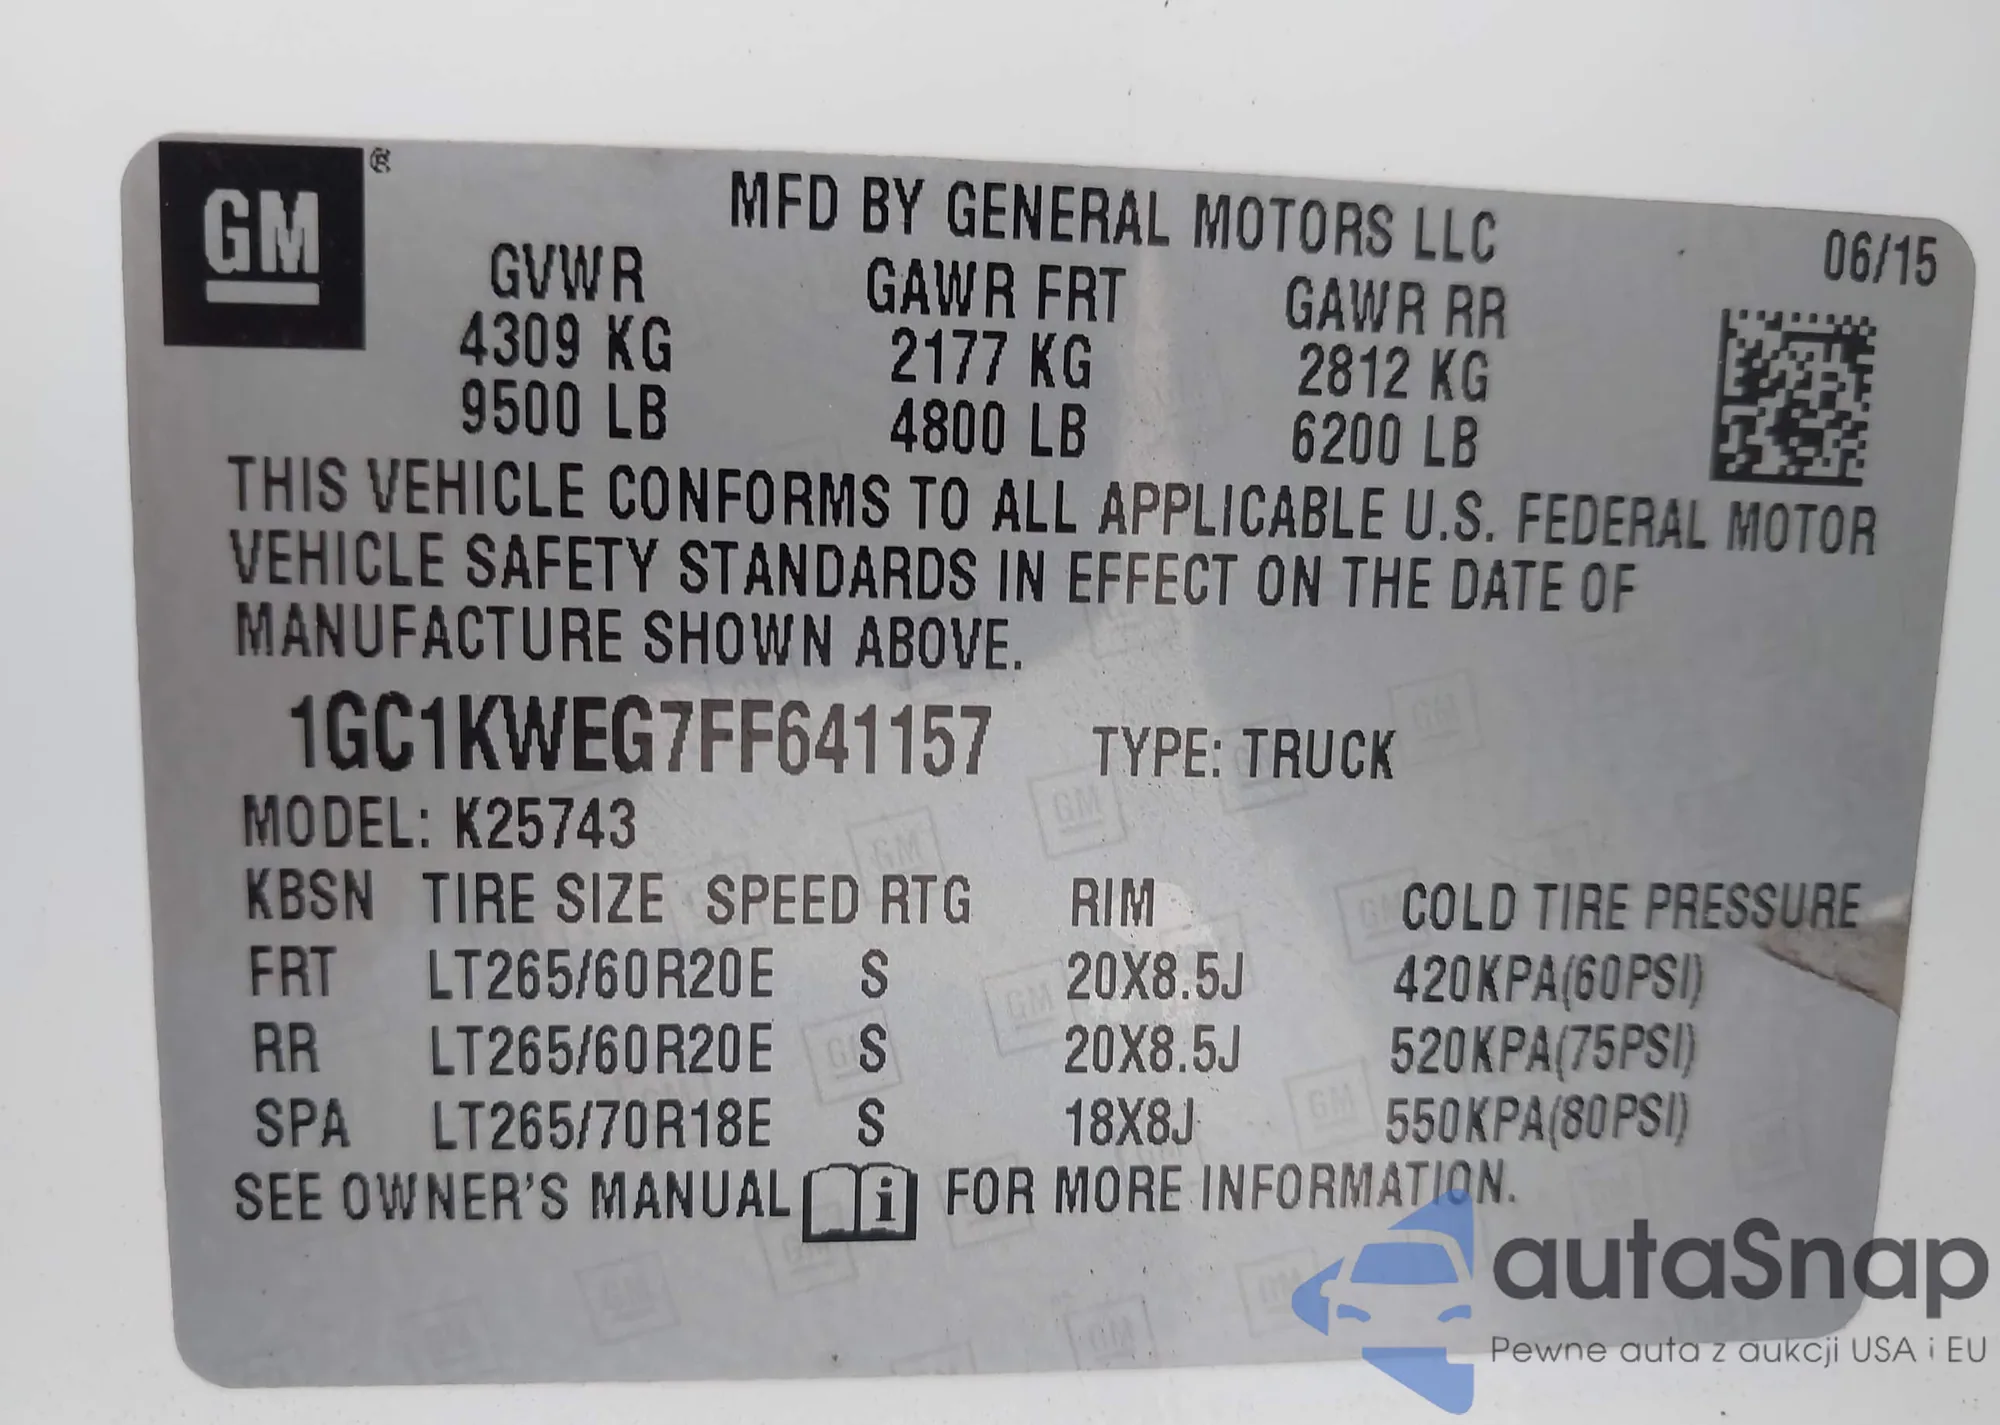 GM®
MFD BY GENERAL MOTORS LLC
06/15
GVWR GAWR FRT GAWR RR
4309 KG 2177 KG 2812 KG
9500 LB 4800 LB 6200 LB
THIS VEHICLE CONFORMS TO ALL APPLICABLE U.S. FEDERAL MOTOR
VEHICLE SAFETY STANDARDS IN EFFECT ON THE DATE OF
MANUFACTURE SHOWN ABOVE.
1GC1KWEG7FF641157 TYPE: TRUCK
MODEL: K25743
KBSN TIRE SIZE SPEED RTG RIM COLD TIRE PRESSURE
FRT LT265/60R20E S 20X8.5J 420KPA(60PSI)
RR LT265/60R20E S 20X8.5J 520KPA(75PSI)
SPA LT265/70R18E S 18X8J 550KPA(80PSI)
SEE OWNER'S MANUAL i FOR MORE INFORMATION.
autaSnap
Pewne auta z aukcji USA i EU